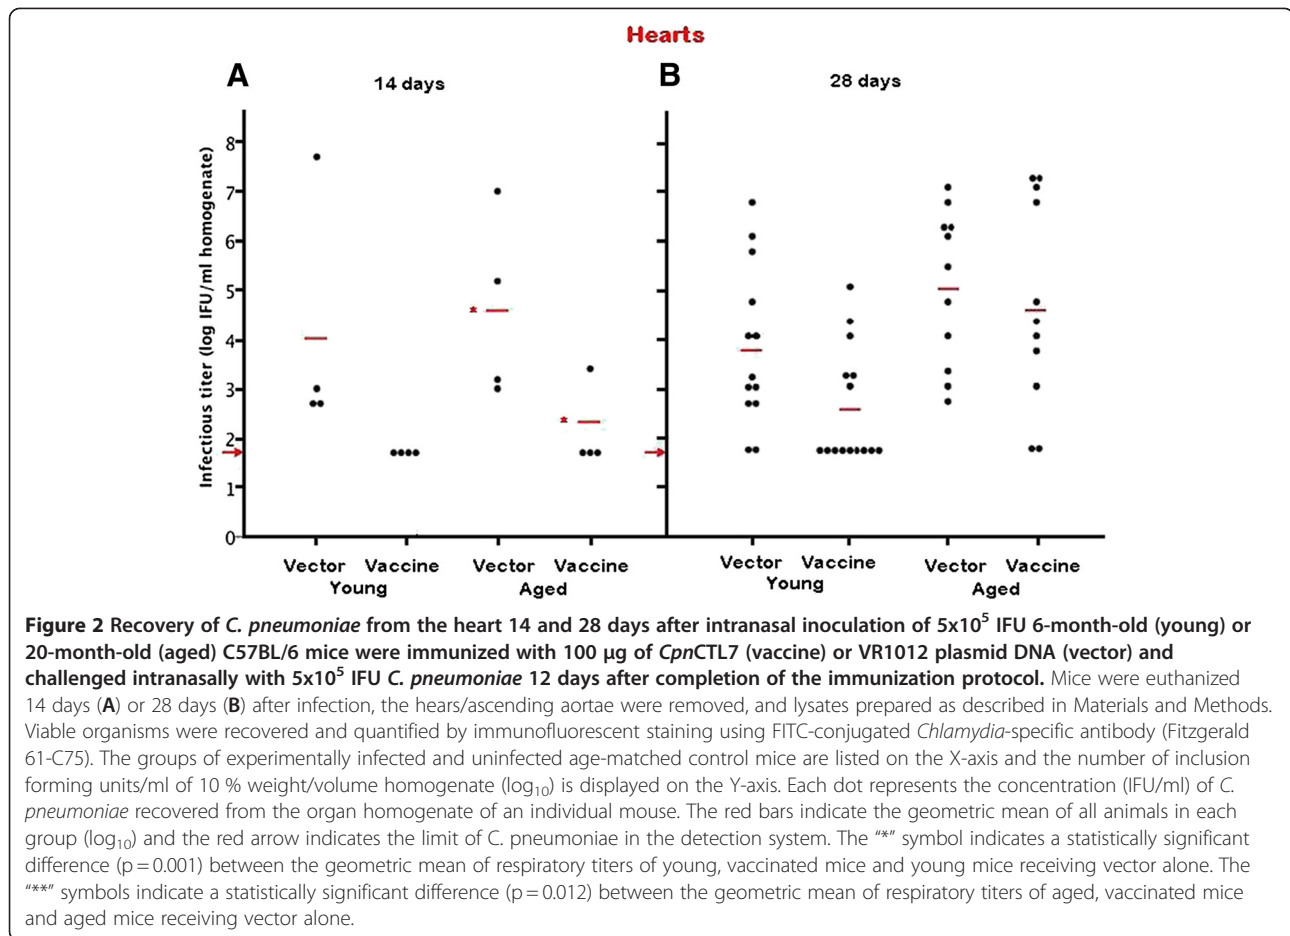 Hearts
A
14 days
B
28 days
Infectious titer (log IFU/ml homogenate)
8
7
6
5
4
3
2
1
0
*
*
Vector Vaccine Vector Vaccine
Young Aged
Vector Vaccine Vector Vaccine
Young Aged
Figure 2 Recovery of C. pneumoniae from the heart 14 and 28 days after intranasal inoculation of 5x10⁵ IFU 6-month-old (young) or
20-month-old (aged) C57BL/6 mice were immunized with 100 μg of CpnCTL7 (vaccine) or VR1012 plasmid DNA (vector) and
challenged intranasally with 5x10⁵ IFU C. pneumoniae 12 days after completion of the immunization protocol. Mice were euthanized
14 days (A) or 28 days (B) after infection, the hears/ascending aortae were removed, and lysates prepared as described in Materials and Methods.
Viable organisms were recovered and quantified by immunofluorescent staining using FITC-conjugated Chlamydia-specific antibody (Fitzgerald
61-C75). The groups of experimentally infected and uninfected age-matched control mice are listed on the X-axis and the number of inclusion
forming units/ml of 10 % weight/volume homogenate (log₁₀) is displayed on the Y-axis. Each dot represents the concentration (IFU/ml) of C.
pneumoniae recovered from the organ homogenate of an individual mouse. The red bars indicate the geometric mean of all animals in each
group (log₁₀) and the red arrow indicates the limit of C. pneumoniae in the detection system. The “*” symbol indicates a statistically significant
difference (p = 0.001) between the geometric mean of respiratory titers of young, vaccinated mice and young mice receiving vector alone. The
“**” symbols indicate a statistically significant difference (p = 0.012) between the geometric mean of respiratory titers of aged, vaccinated mice
and aged mice receiving vector alone.